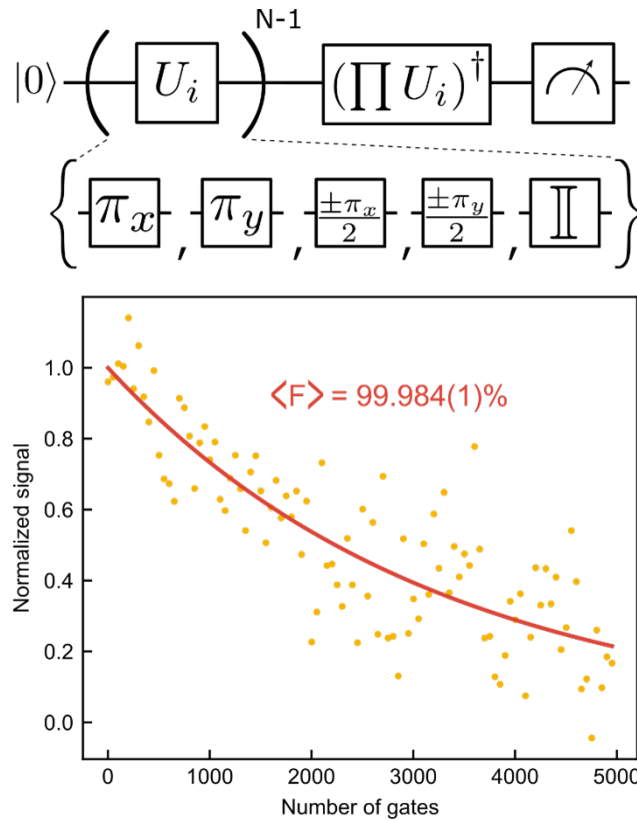 N-1
|0⟩ ( U_i ) (∏ U_i)†
{ π_x , π_y , ±π_x/2 , ±π_y/2 , 𝕀 }
⟨F⟩ = 99.984(1)%
Normalized signal
1.0
0.8
0.6
0.4
0.2
0.0
0 1000 2000 3000 4000 5000
Number of gates